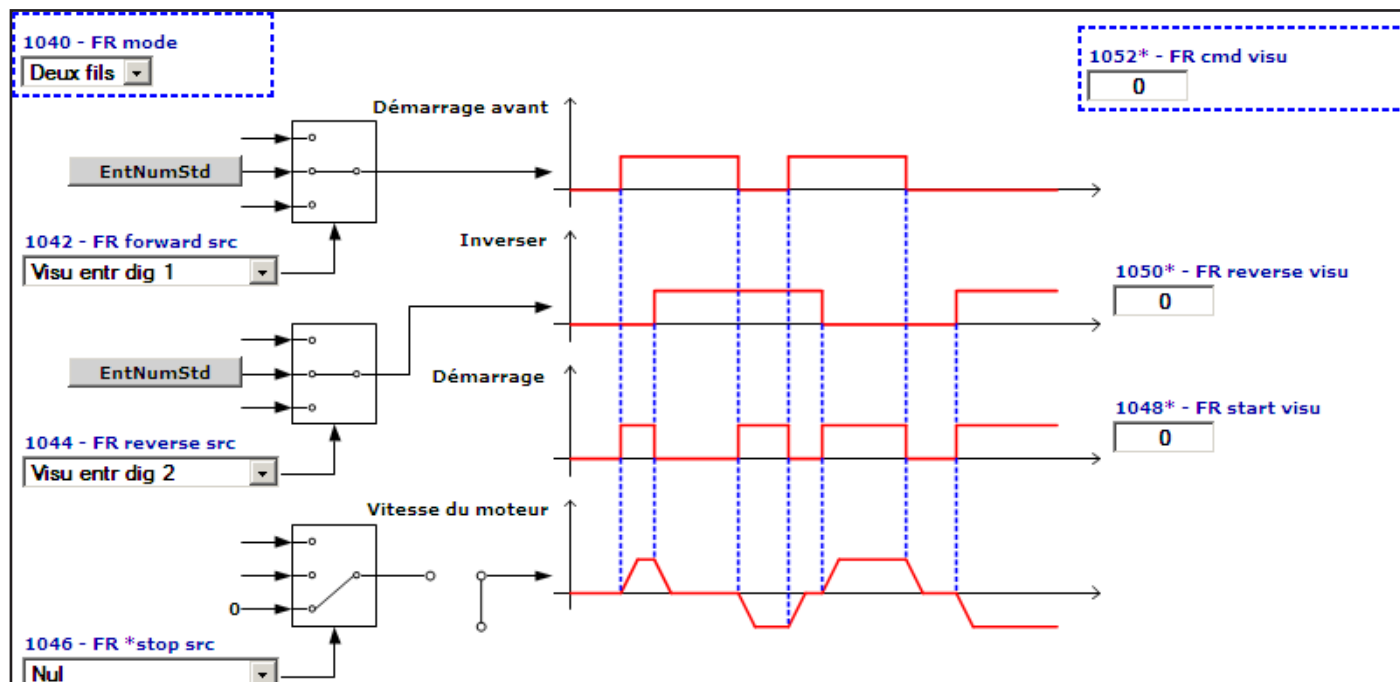 1040 - FR mode
Deux fils
1052* - FR cmd visu
0
Démarrage avant
EntNumStd
1042 - FR forward src
Visu entr dig 1
Inverser
1050* - FR reverse visu
0
EntNumStd
Démarrage
1044 - FR reverse src
Visu entr dig 2
1048* - FR start visu
0
Vitesse du moteur
0
1046 - FR *stop src
Nul